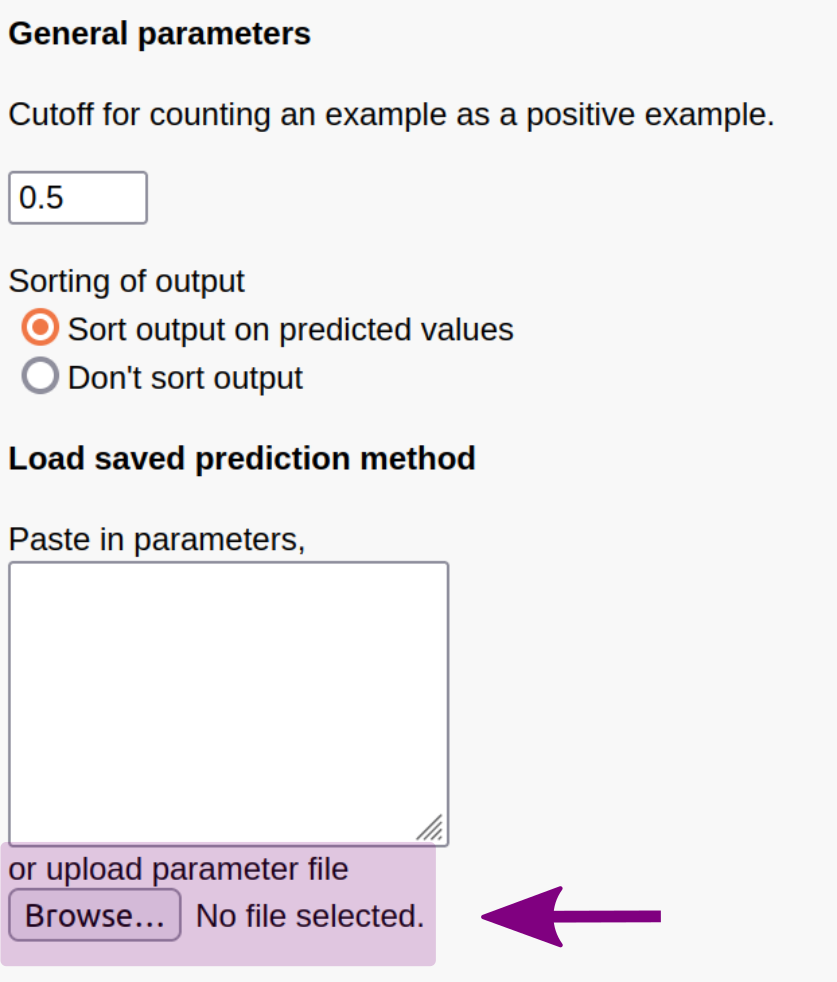 General parameters
Cutoff for counting an example as a positive example.
0.5
Sorting of output
Sort output on predicted values
Don't sort output
Load saved prediction method
Paste in parameters,
or upload parameter file
Browse... No file selected.